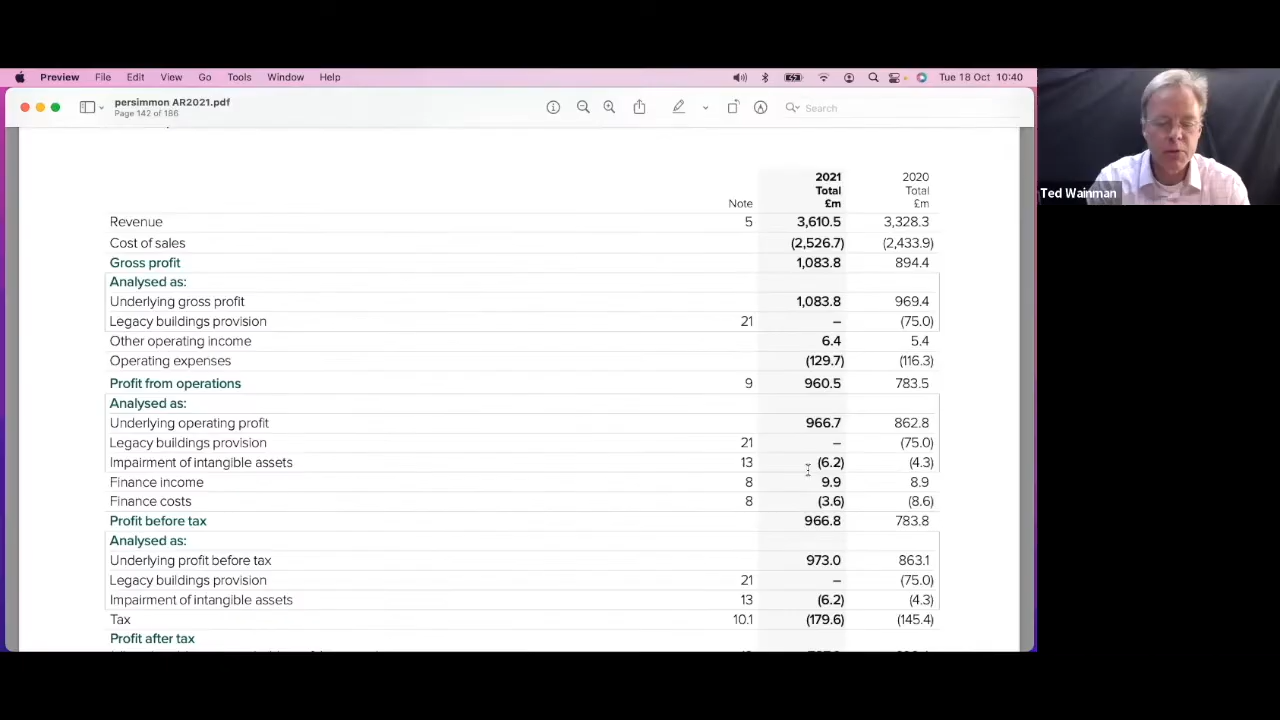 Preview File Edit View Go Tools Window Help Tue 18 Oct 10:40
persimmon AR2021.pdf
Page 142 of 186
Search
Ted Wainman
2021 2020
Total Total
Note £m £m
Revenue 5 3,610.5 3,328.3
Cost of sales (2,526.7) (2,433.9)
Gross profit 1,083.8 894.4
Analysed as:
Underlying gross profit 1,083.8 969.4
Legacy buildings provision 21 – (75.0)
Other operating income 6.4 5.4
Operating expenses (129.7) (116.3)
Profit from operations 9 960.5 783.5
Analysed as:
Underlying operating profit 966.7 862.8
Legacy buildings provision 21 – (75.0)
Impairment of intangible assets 13 (6.2) (4.3)
Finance income 8 9.9 8.9
Finance costs 8 (3.6) (8.6)
Profit before tax 966.8 783.8
Analysed as:
Underlying profit before tax 973.0 863.1
Legacy buildings provision 21 – (75.0)
Impairment of intangible assets 13 (6.2) (4.3)
Tax 10.1 (179.6) (145.4)
Profit after tax